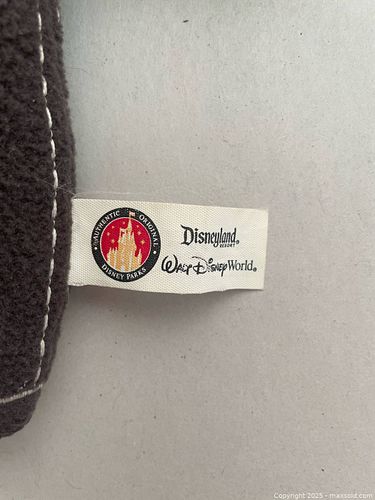 AUTHENTIC ORIGINAL
DISNEY PARKS
Disneyland®
RESORT
WALT DISNEY World®
Copyright 2025 - maxsold.com